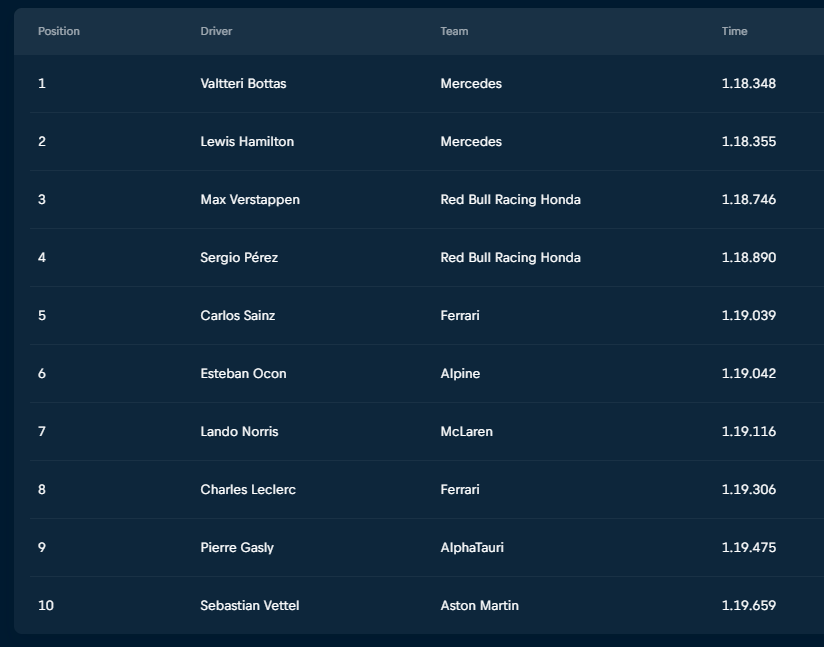 Position Driver Team Time
1 Valtteri Bottas Mercedes 1.18.348
2 Lewis Hamilton Mercedes 1.18.355
3 Max Verstappen Red Bull Racing Honda 1.18.746
4 Sergio Pérez Red Bull Racing Honda 1.18.890
5 Carlos Sainz Ferrari 1.19.039
6 Esteban Ocon Alpine 1.19.042
7 Lando Norris McLaren 1.19.116
8 Charles Leclerc Ferrari 1.19.306
9 Pierre Gasly AlphaTauri 1.19.475
10 Sebastian Vettel Aston Martin 1.19.659